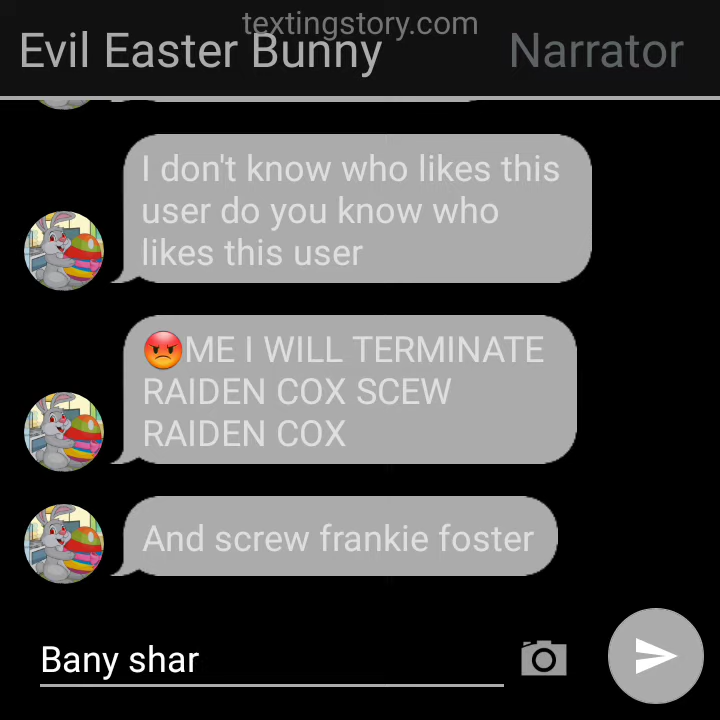 textingstory.com
Evil Easter Bunny
Narrator
I don't know who likes this
user do you know who
likes this user
😡ME I WILL TERMINATE
RAIDEN COX SCEW
RAIDEN COX
And screw frankie foster
Bany shar